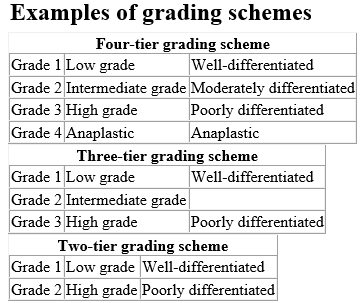 Examples of grading schemes
Four-tier grading scheme
Grade 1 Low grade Well-differentiated
Grade 2 Intermediate grade Moderately differentiated
Grade 3 High grade Poorly differentiated
Grade 4 Anaplastic Anaplastic
Three-tier grading scheme
Grade 1 Low grade Well-differentiated
Grade 2 Intermediate grade
Grade 3 High grade Poorly differentiated
Two-tier grading scheme
Grade 1 Low grade Well-differentiated
Grade 2 High grade Poorly differentiated